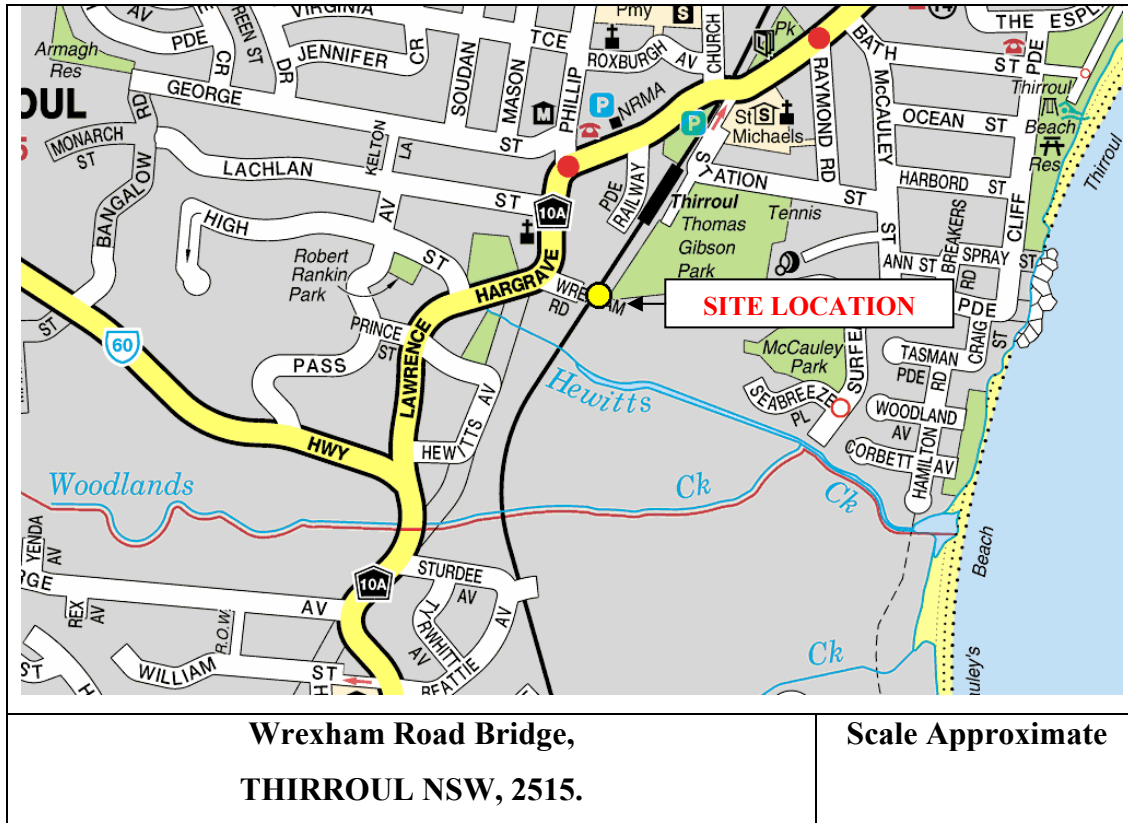 VIRGINIA
PDE
AV
CR
JENNIFER
CR
DR
Armagh
Res
GEORGE
ST
OUL
RD
MONARCH
ST
BANGALOW
LACHLAN
ST
KELTON
LA
AV
SOUDAN
MASON
ST
TCE
PHILLIP
M
Pmy
S
ROXBURGH
AV
CHURCH
P
NRMA
P
Pk
St S
Michaels
BATH
ST
THE ESPL
PDE
RAYMOND RD
McCAULEY
ST
OCEAN ST
HARBORD ST
CLIFF
Thirroul
Beach
Res
Thirroul
STATION
ST
RAILWAY
PDE
10A
Thirroul
Thomas
Gibson
Park
Tennis
BREAKERS
RD
ANN ST
SPRAY
ST
PDE
CRAIG
ST
HIGH
ST
Robert
Rankin
Park
PRINCE
ST
PASS
LAWRENCE
HARGRAVE
RD
SITE LOCATION
McCauley
Park
SEABREEZE
PL
TASMAN
PDE
WOODLAND
AV
CORBETT AV
HAMILTON
RD
60
HWY
HEWITTS
AV
Hewitts
Ck
Woodlands
Ck
Beach
YENDA
AV
REX
AV
AV
R.O.W.
WILLIAM
ST
10A
STURDEE
AV
TYRWHITT
AV
BEATTIE
AV
Ck
ST
ST
Wrexham Road Bridge,
THIRROUL NSW, 2515.
Scale Approximate